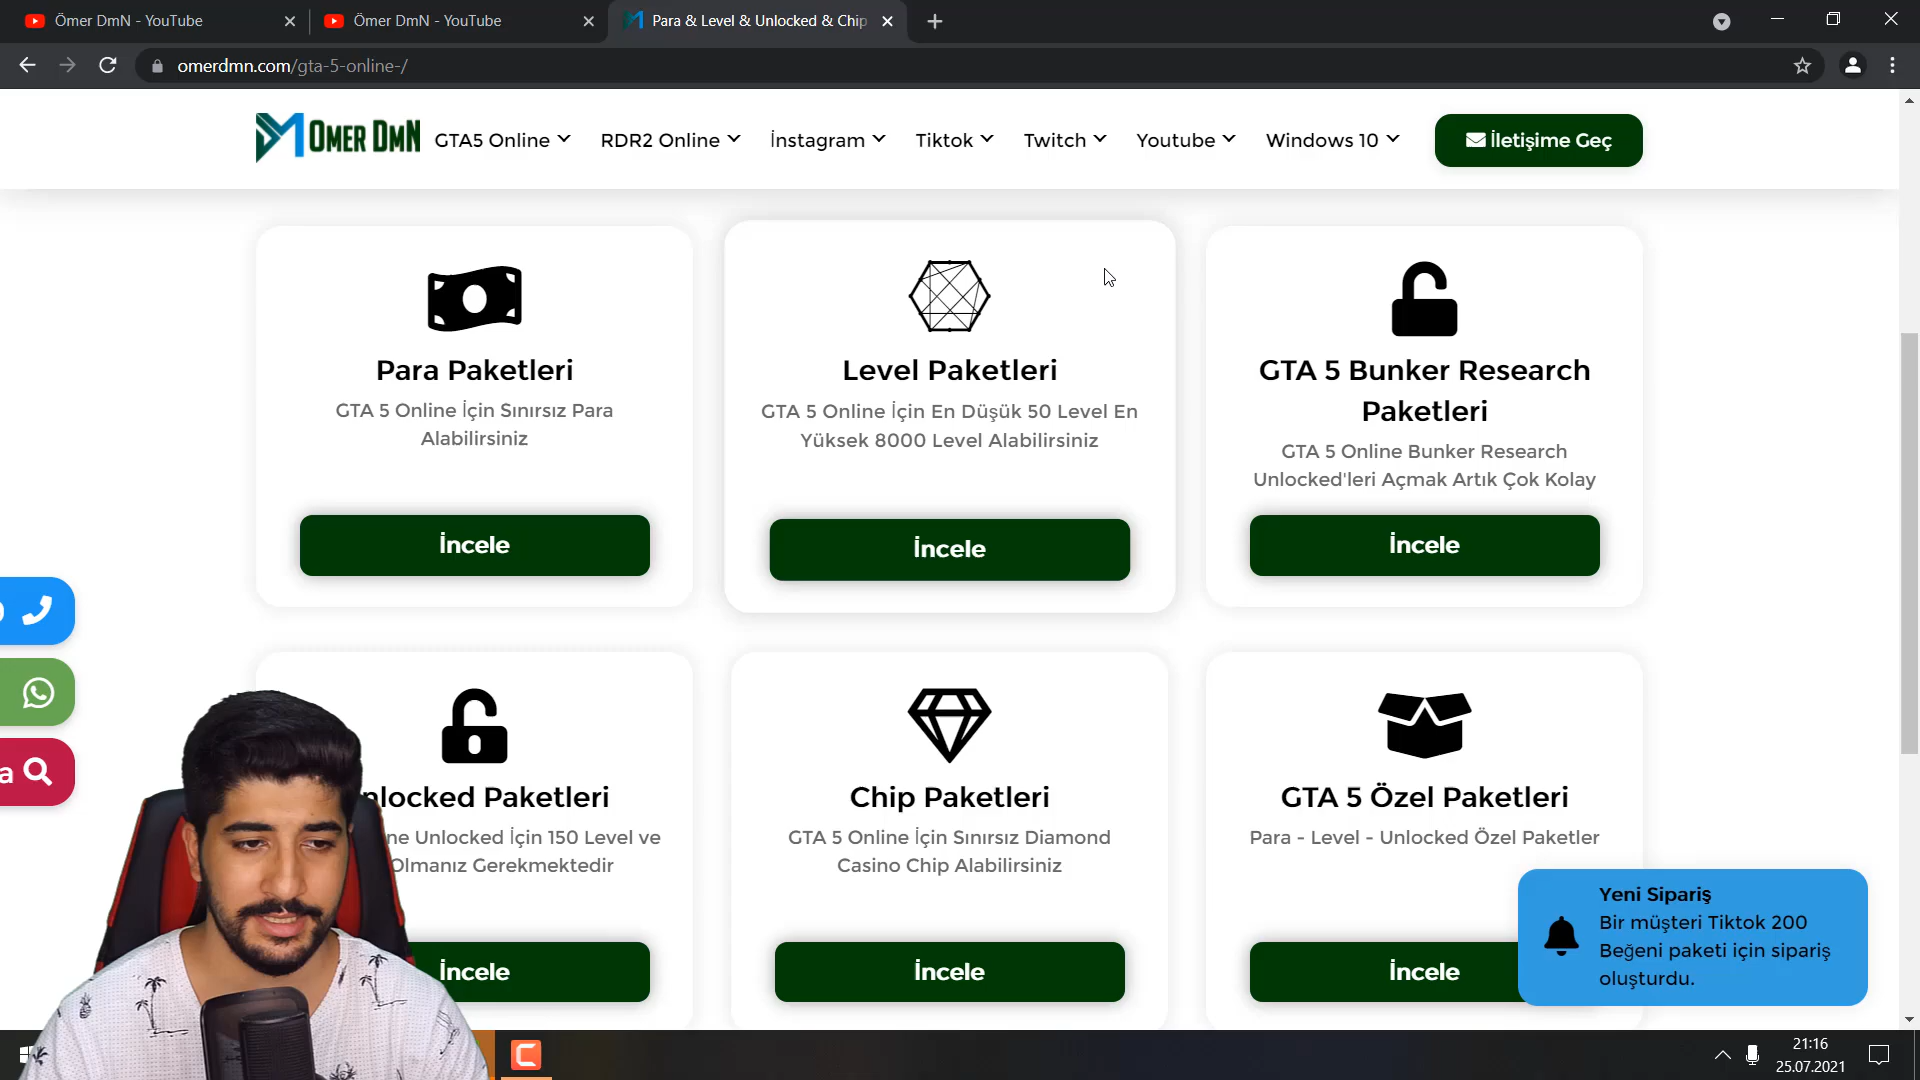 Ömer DmN - YouTube
Ömer DmN - YouTube
Para & Level & Unlocked & Chip
omerdmn.com/gta-5-online-/
OMER DMN
GTA5 Online
RDR2 Online
İnstagram
Tiktok
Twitch
Youtube
Windows 10
İletişime Geç
Para Paketleri
GTA 5 Online İçin Sınırsız Para
Alabilirsiniz
İncele
Level Paketleri
GTA 5 Online İçin En Düşük 50 Level En
Yüksek 8000 Level Alabilirsiniz
İncele
GTA 5 Bunker Research
Paketleri
GTA 5 Online Bunker Research
Unlocked'leri Açmak Artık Çok Kolay
İncele
a
nlocked Paketleri
ne Unlocked İçin 150 Level ve
Olmanız Gerekmektedir
İncele
Chip Paketleri
GTA 5 Online İçin Sınırsız Diamond
Casino Chip Alabilirsiniz
İncele
GTA 5 Özel Paketleri
Para - Level - Unlocked Özel Paketler
İncele
Yeni Sipariş
Bir müşteri Tiktok 200
Beğeni paketi için sipariş
oluşturdu.
21:16
25.07.2021